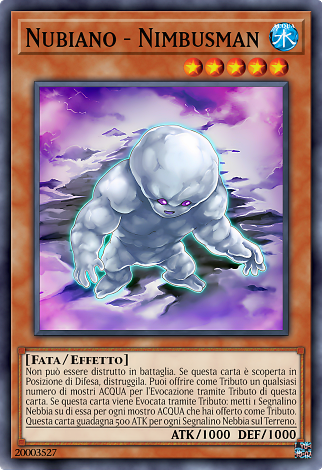 Nubiano - Nimbusman
ACQUA
水
[Fata/Effetto]
Non può essere distrutto in battaglia. Se questa carta è scoperta in
Posizione di Difesa, distruggila. Puoi offrire come Tributo un qualsiasi
numero di mostri ACQUA per l'Evocazione tramite Tributo di questa
carta. Se questa carta viene Evocata tramite Tributo: metti 1 Segnalino
Nebbia su di essa per ogni mostro ACQUA che hai offerto come Tributo.
Questa carta guadagna 500 ATK per ogni Segnalino Nebbia sul Terreno.
ATK/1000 DEF/1000
20003527